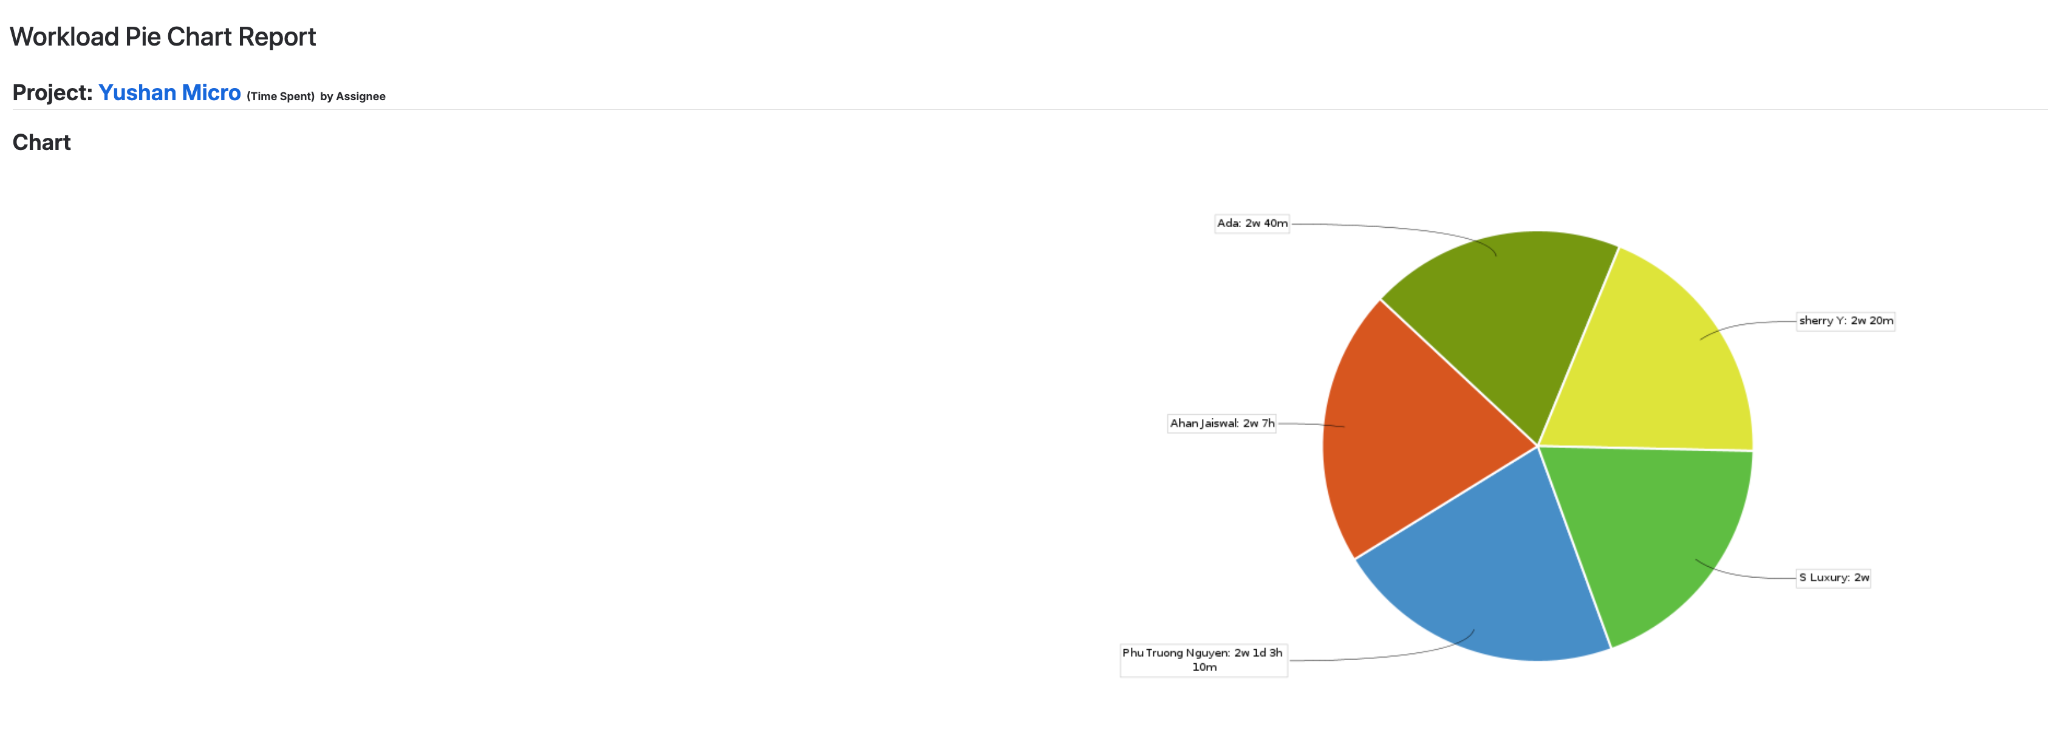 Workload Pie Chart Report
Project: Yushan Micro (Time Spent) by Assignee
Chart
Ada: 2w 40m
sherry Y: 2w 20m
Ahan Jaiswal: 2w 7h
S Luxury: 2w
Phu Truong Nguyen: 2w 1d 3h
10m